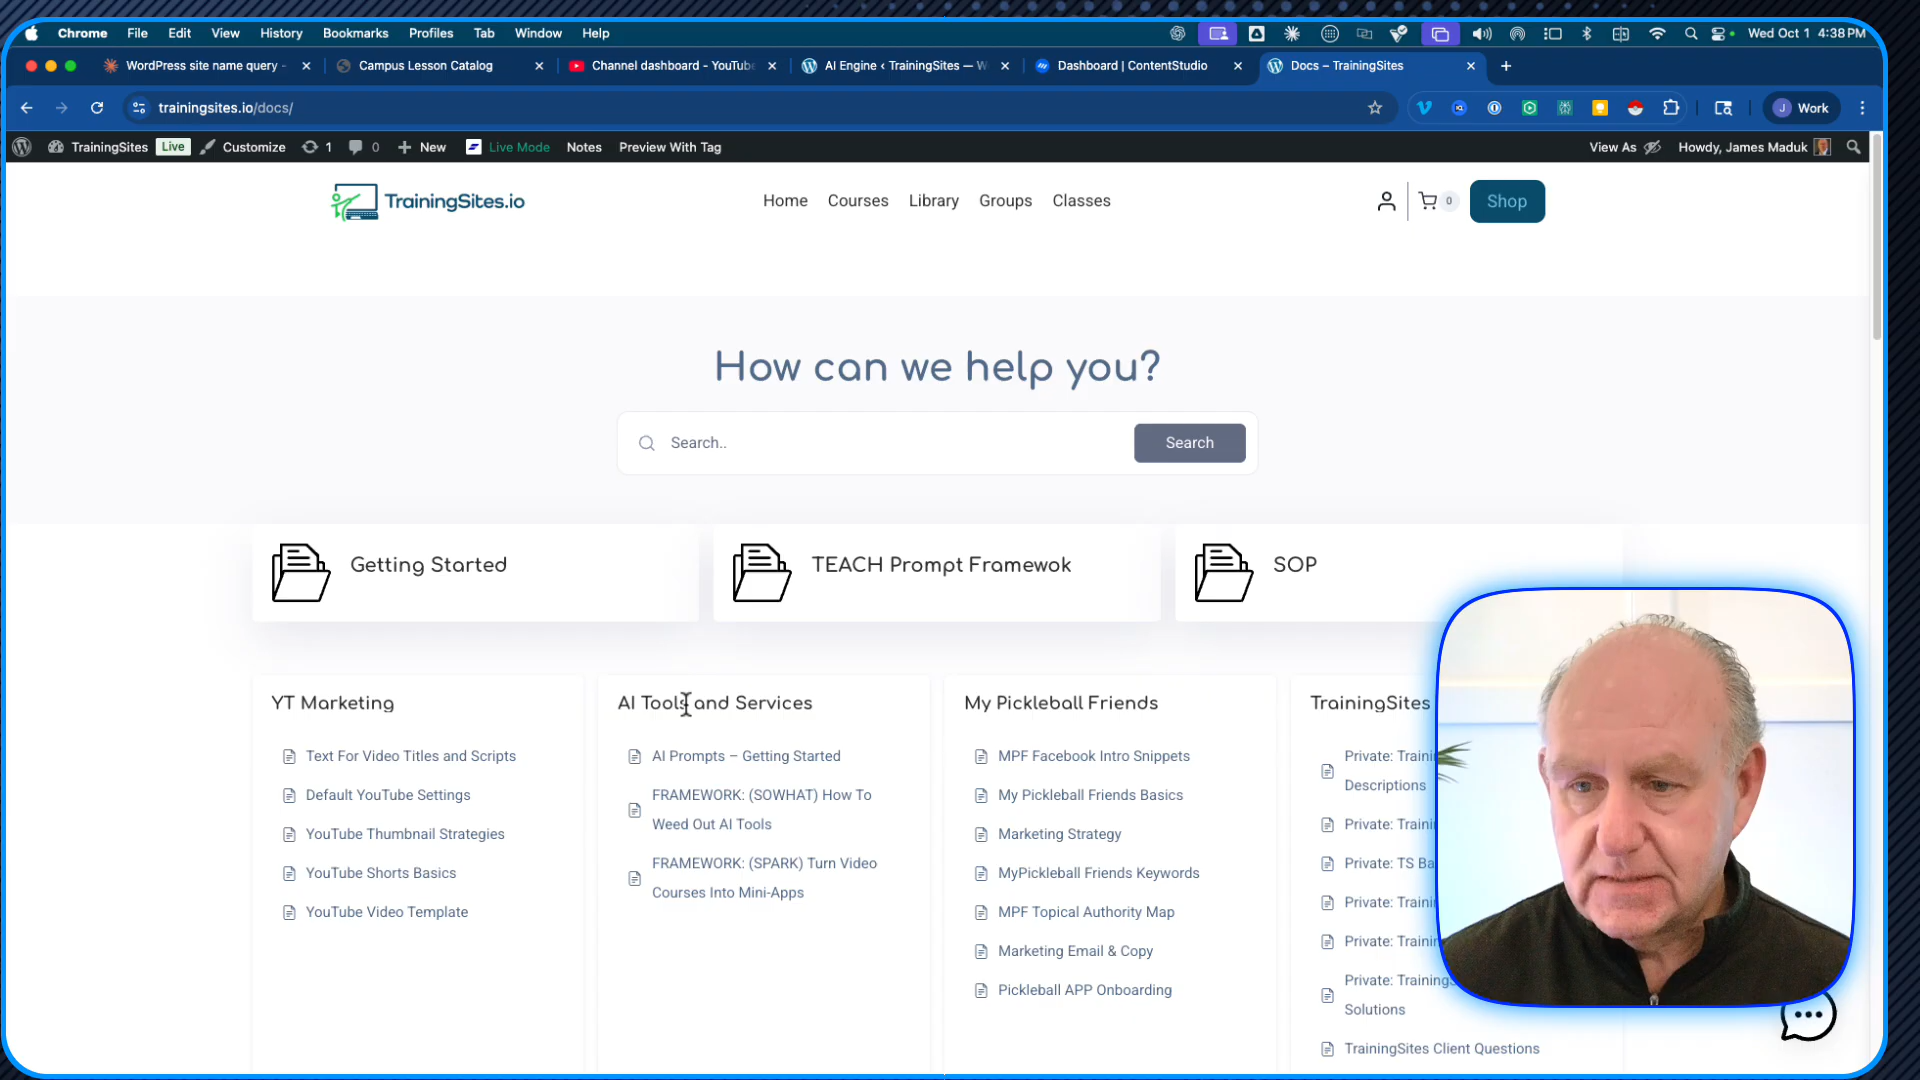 Chrome File Edit View History Bookmarks Profiles Tab Window Help Wed Oct 1 4:38 PM
WordPress site name query - Campus Lesson Catalog Channel dashboard - YouTube AI Engine ‹ TrainingSites — W Dashboard | ContentStudio Docs – TrainingSites
trainingsites.io/docs/ J Work
TrainingSites Live Customize 1 0 New Live Mode Notes Preview With Tag View As Howdy, James Maduk
TrainingSites.io Home Courses Library Groups Classes 0 Shop
How can we help you?
Search.. Search
Getting Started TEACH Prompt Framewok SOP
YT Marketing
Text For Video Titles and Scripts
Default YouTube Settings
YouTube Thumbnail Strategies
YouTube Shorts Basics
YouTube Video Template
AI Tools and Services
AI Prompts – Getting Started
FRAMEWORK: (SOWHAT) How To
Weed Out AI Tools
FRAMEWORK: (SPARK) Turn Video
Courses Into Mini-Apps
My Pickleball Friends
MPF Facebook Intro Snippets
My Pickleball Friends Basics
Marketing Strategy
MyPickleball Friends Keywords
MPF Topical Authority Map
Marketing Email & Copy
Pickleball APP Onboarding
TrainingSites
Private:
Descriptions
Private:
Private: TS
Private:
Private:
Private:
Solutions
TrainingSites Client Questions